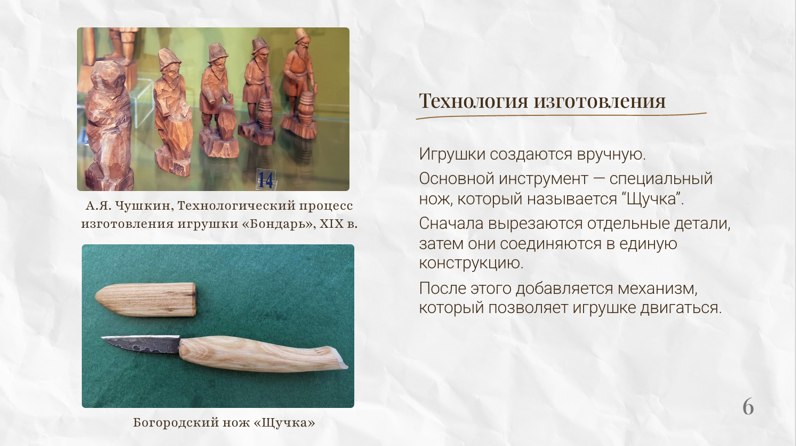 14
А.Я. Чушкин, Технологический процесс
изготовления игрушки «Бондарь», XIX в.
Богородский нож «Щучка»
Технология изготовления
Игрушки создаются вручную.
Основной инструмент — специальный
нож, который называется “Щучка”.
Сначала вырезаются отдельные детали,
затем они соединяются в единую
конструкцию.
После этого добавляется механизм,
который позволяет игрушке двигаться.
6